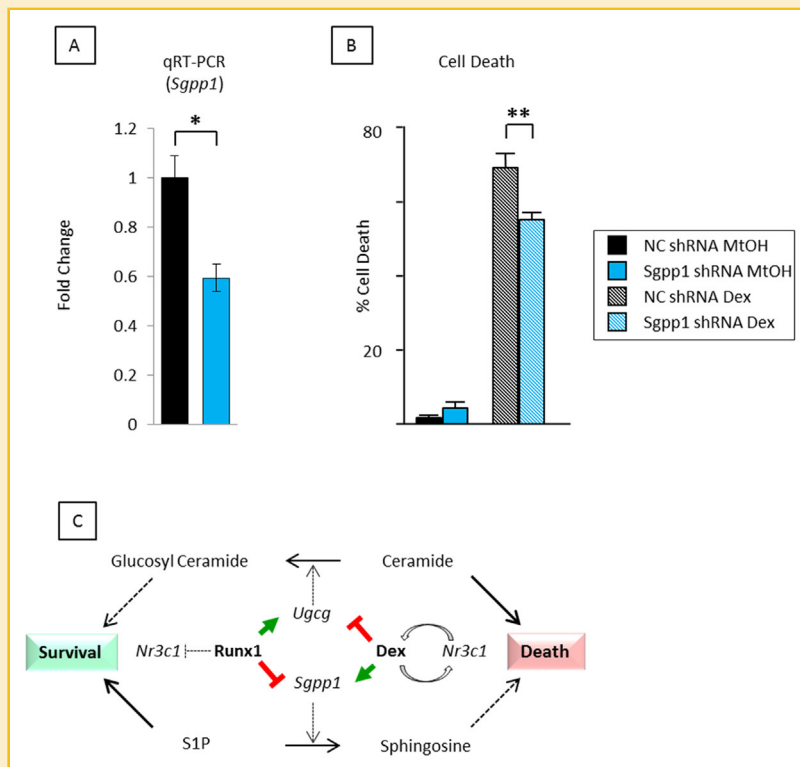 A
qRT-PCR
(Sgpp1)
*
1.2
1
0.8
0.6
0.4
0.2
0
Fold Change
B
Cell Death
**
80
20
% Cell Death
NC shRNA MtOH
Sgpp1 shRNA MtOH
NC shRNA Dex
Sgpp1 shRNA Dex
C
Glucosyl Ceramide
Ceramide
Ugcg
Survival
Nr3c1
Runx1
Dex
Nr3c1
Death
Sgpp1
S1P
Sphingosine